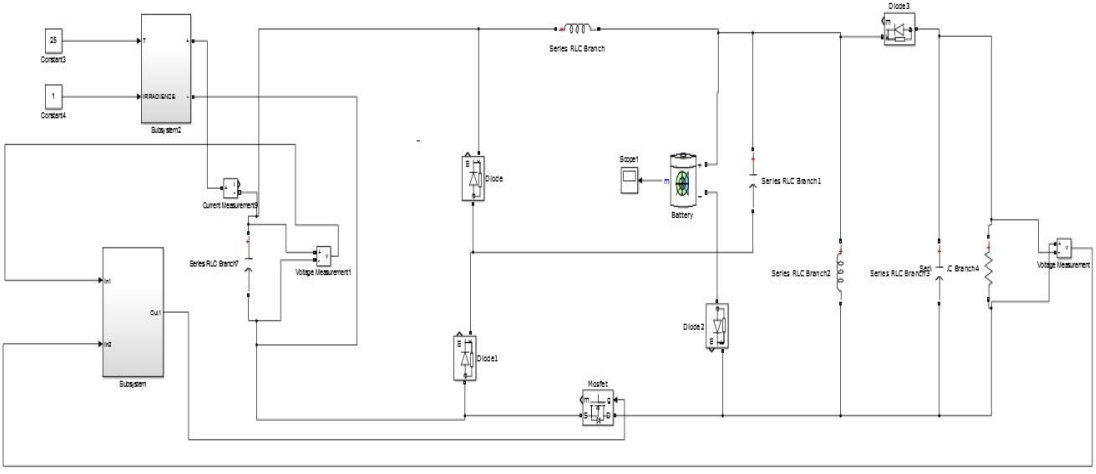 Diode3
m
25
Constant3
T
+
Series RLC Branch
1
Constant4
IRRADIENCE
-
Subsystem2
E
Diode
Scope1
m
+
-
Battery
Series RLC Branch1
Current Measurement9
Series RLC Branch7
+
-
v
Voltage Measurement1
In1
Out1
In2
Subsystem
Series RLC Branch2
Series RLC Branch3
C Branch4
+
-
v
Voltage Measurement
E
Diode1
Diode2
E
Mosfet
m
g
S
D